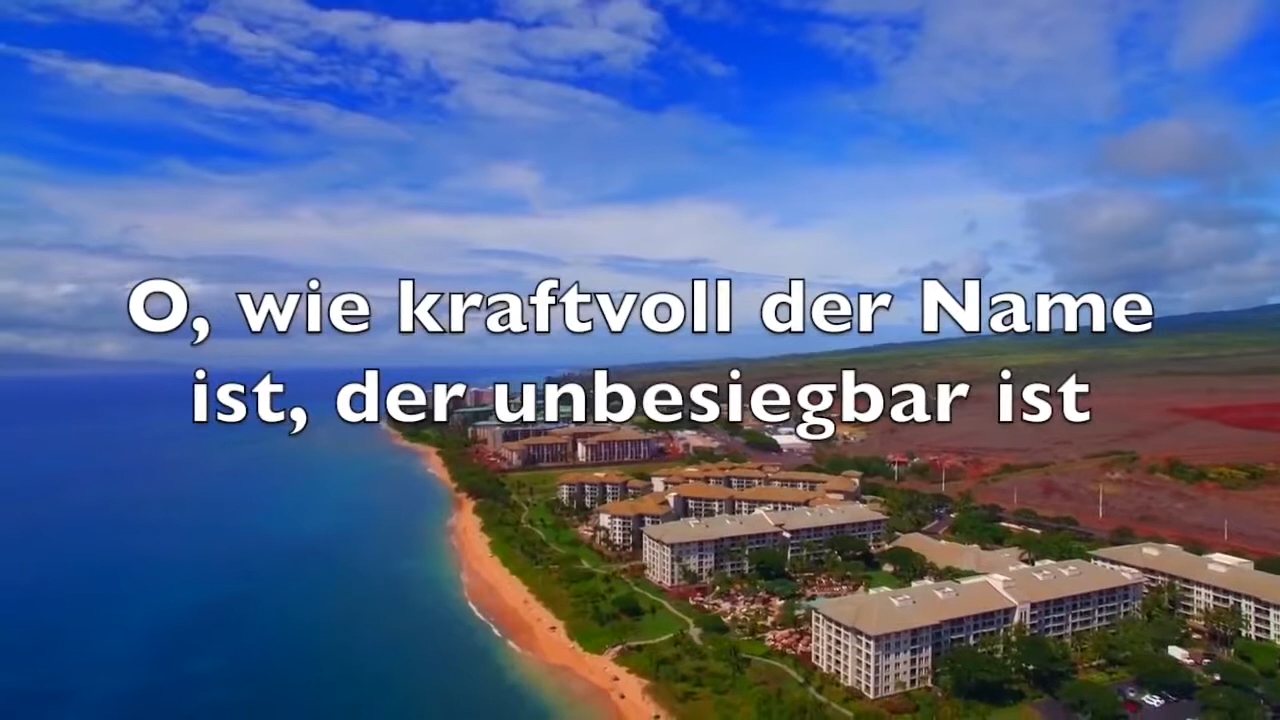 O, wie kraftvoll der Name
ist, der unbesiegbar ist